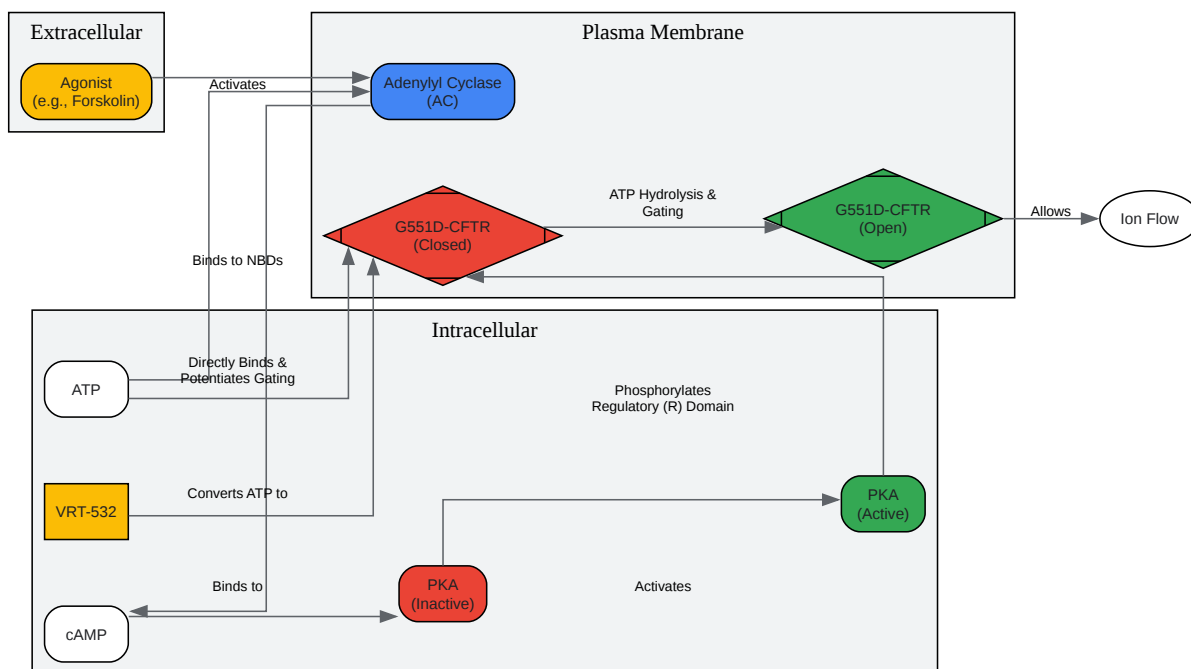 Extracellular
Plasma Membrane
Agonist
(e.g., Forskolin)
Activates
Adenylyl Cyclase
(AC)
ATP Hydrolysis &
Gating
G551D-CFTR
(Closed)
G551D-CFTR
(Open)
Allows
Ion Flow
Binds to NBDs
Intracellular
ATP
Directly Binds &
Potentiates Gating
Phosphorylates
Regulatory (R) Domain
VRT-532
Converts ATP to
PKA
(Active)
Binds to
PKA
(Inactive)
Activates
cAMP